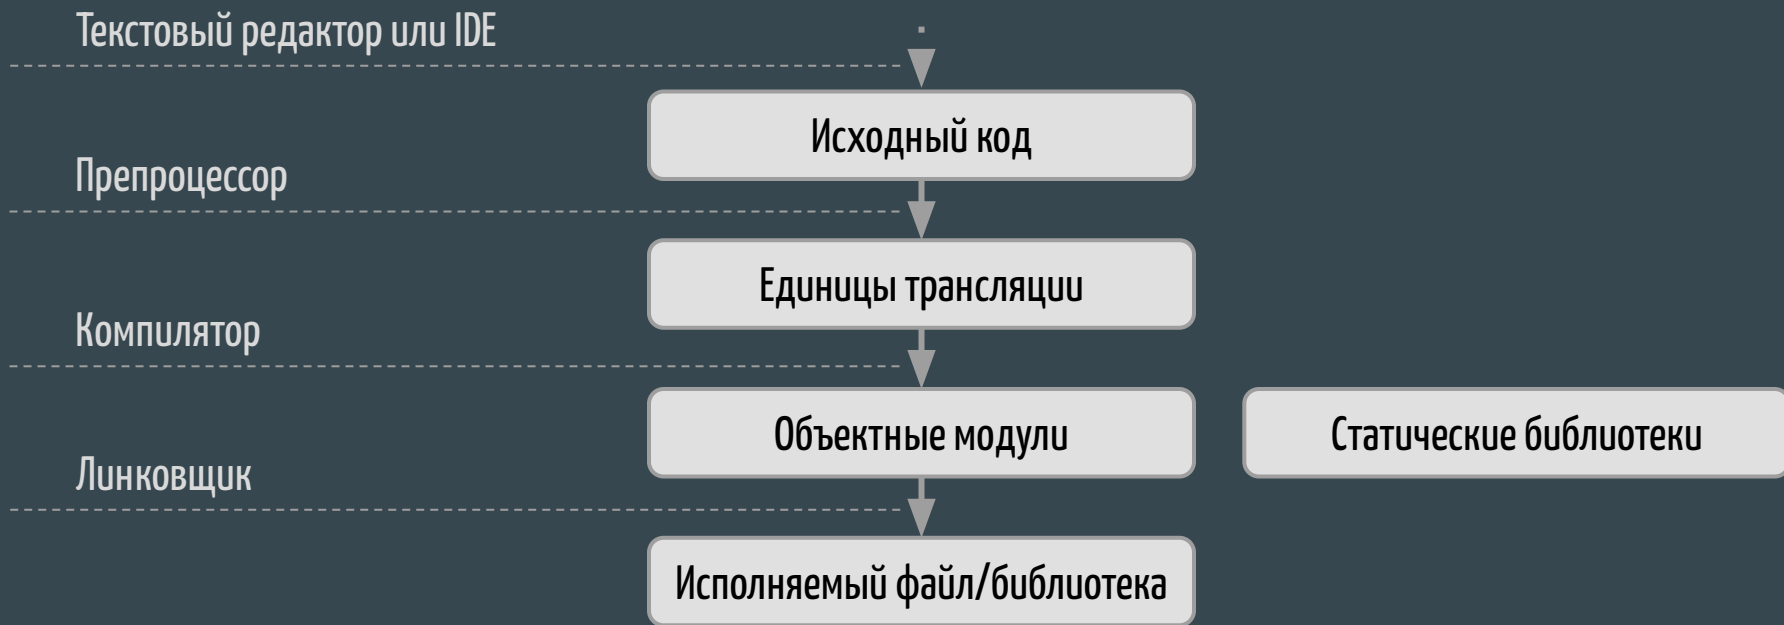 Текстовый редактор или IDE
Исходный код
Препроцессор
Единицы трансляции
Компилятор
Объектные модули
Статические библиотеки
Линковщик
Исполняемый файл/библиотека